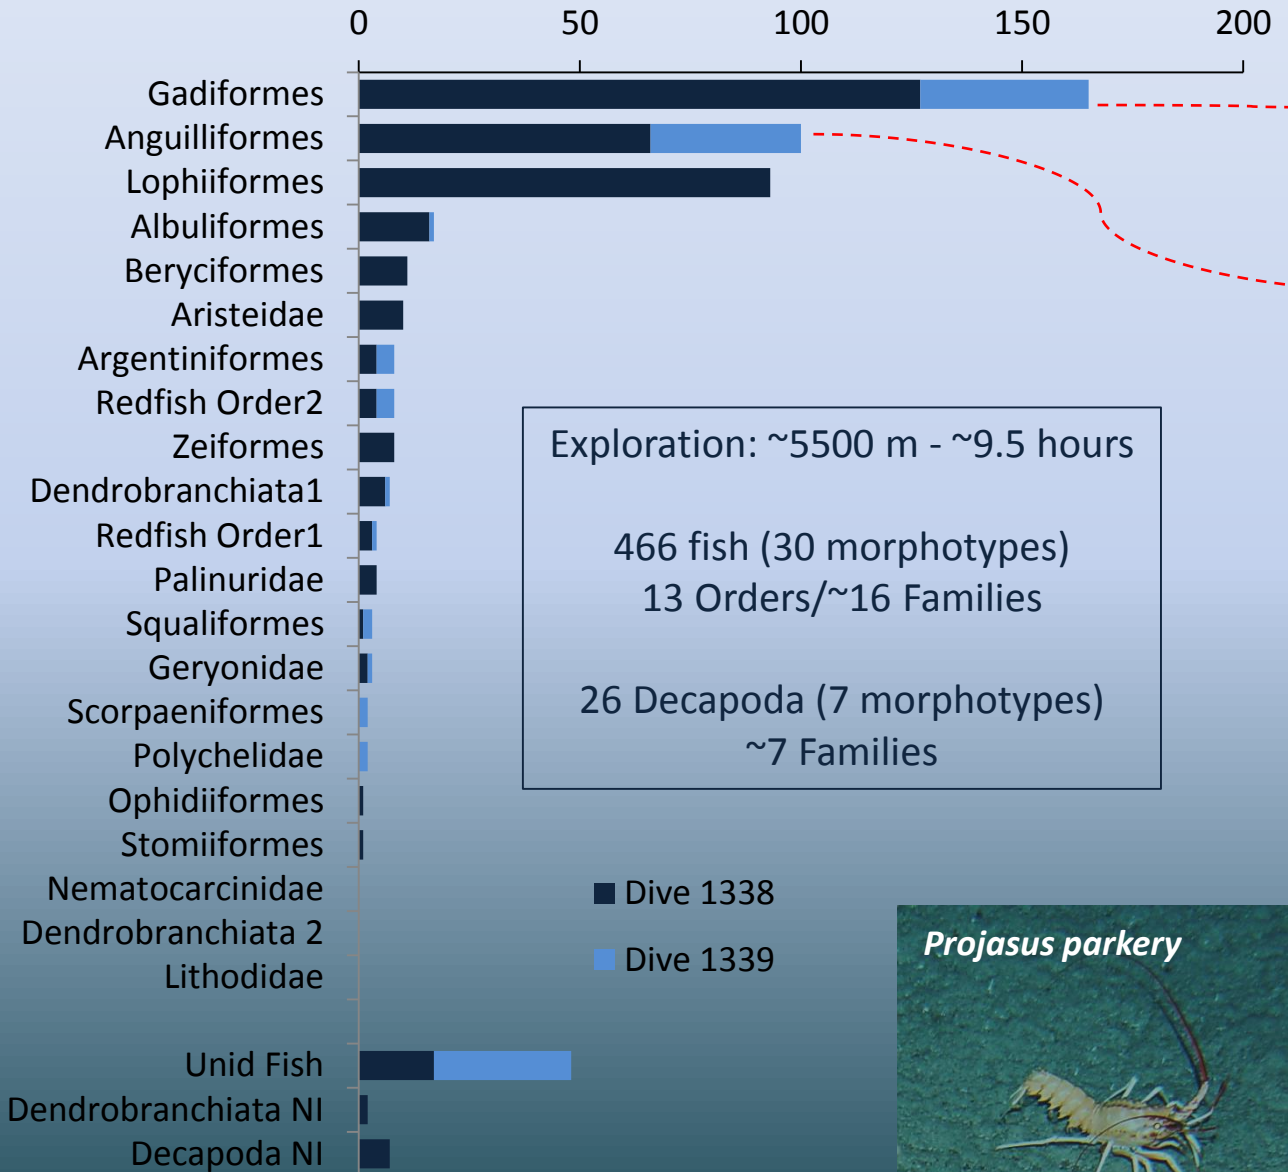 0 50 100 150 200
Gadiformes
Anguilliformes
Lophiiformes
Albuliformes
Beryciformes
Aristeidae
Argentiniformes
Redfish Order2
Zeiformes
Dendrobranchiata1
Redfish Order1
Palinuridae
Squaliformes
Geryonidae
Scorpaeniformes
Polychelidae
Ophidiiformes
Stomiiformes
Nematocarcinidae
Dendrobranchiata 2
Lithodidae
Unid Fish
Dendrobranchiata NI
Decapoda NI
Exploration: ~5500 m - ~9.5 hours
466 fish (30 morphotypes)
13 Orders/~16 Families
26 Decapoda (7 morphotypes)
~7 Families
Dive 1338
Dive 1339
Projasus parkery